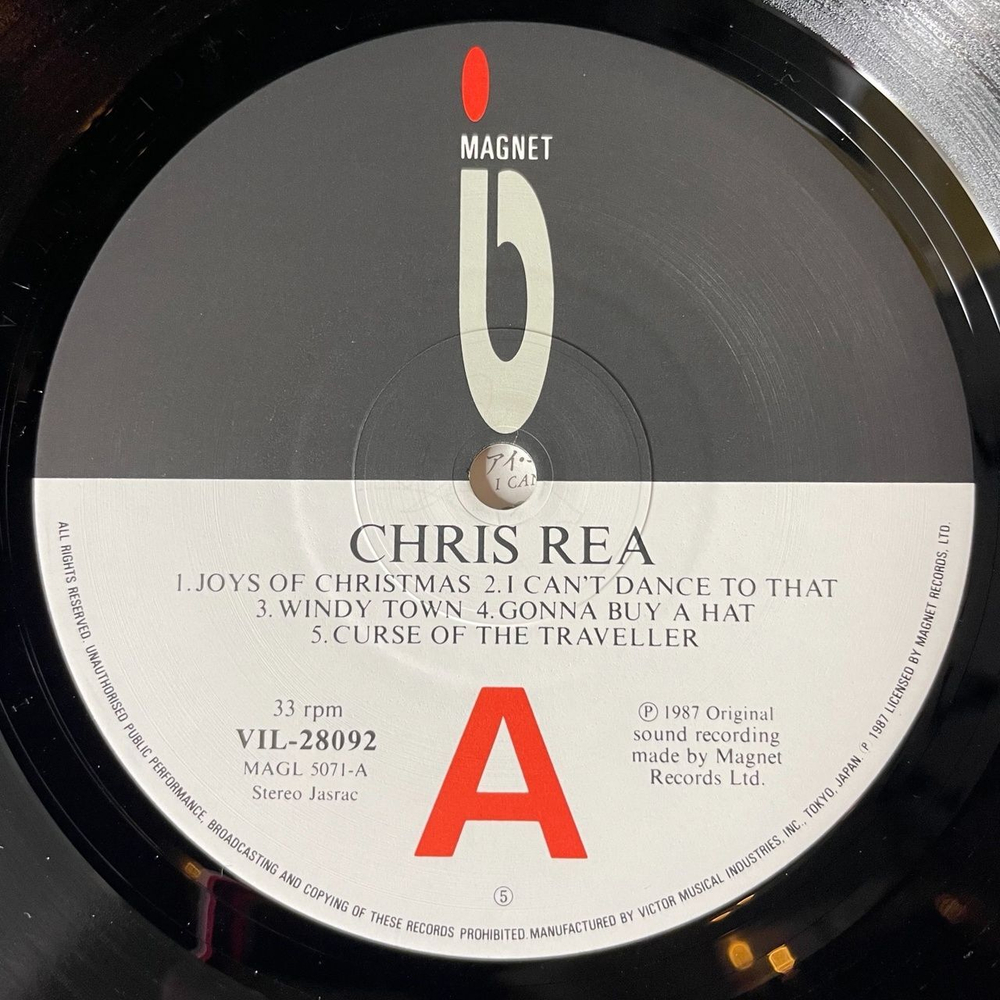 MAGNET
アイ・
I CAN
CHRIS REA
1.JOYS OF CHRISTMAS 2.I CAN'T DANCE TO THAT
3.WINDY TOWN 4.GONNA BUY A HAT
5.CURSE OF THE TRAVELLER
33 rpm
VIL-28092
MAGL 5071-A
Stereo Jasrac
A
Ⓟ 1987 Original
sound recording
made by Magnet
Records Ltd.
⑤
ALL RIGHTS RESERVED. UNAUTHORISED PUBLIC PERFORMANCE, BROADCASTING AND COPYING OF THESE RECORDS PROHIBITED. MANUFACTURED BY VICTOR MUSICAL INDUSTRIES, INC., TOKYO, JAPAN. Ⓟ 1987 LICENSED BY MAGNET RECORDS, LTD.